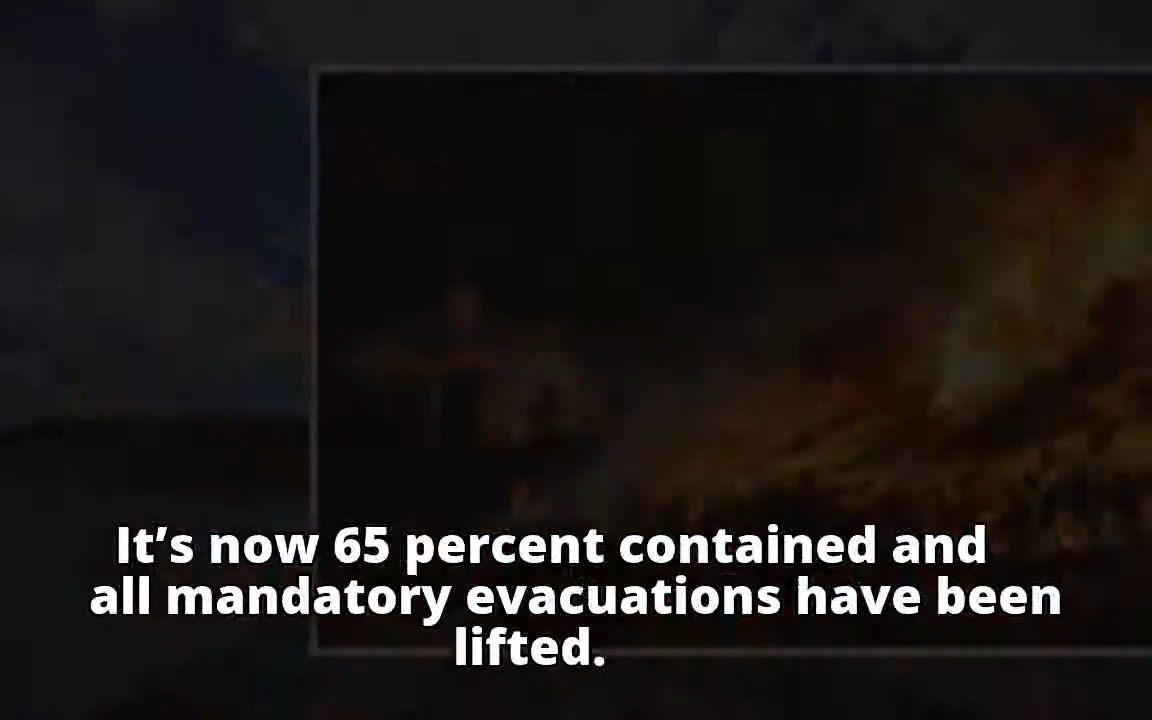 It’s now 65 percent contained and
all mandatory evacuations have been
lifted.